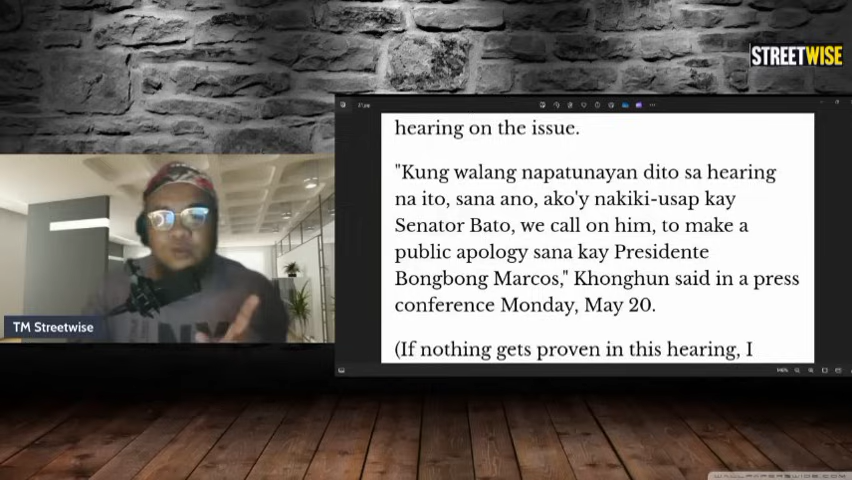 STREETWISE
hearing on the issue.
"Kung walang napatunayan dito sa hearing
na ito, sana ano, ako'y nakiki-usap kay
Senator Bato, we call on him, to make a
public apology sana kay Presidente
Bongbong Marcos," Khonghun said in a press
conference Monday, May 20.
(If nothing gets proven in this hearing, I
TM Streetwise